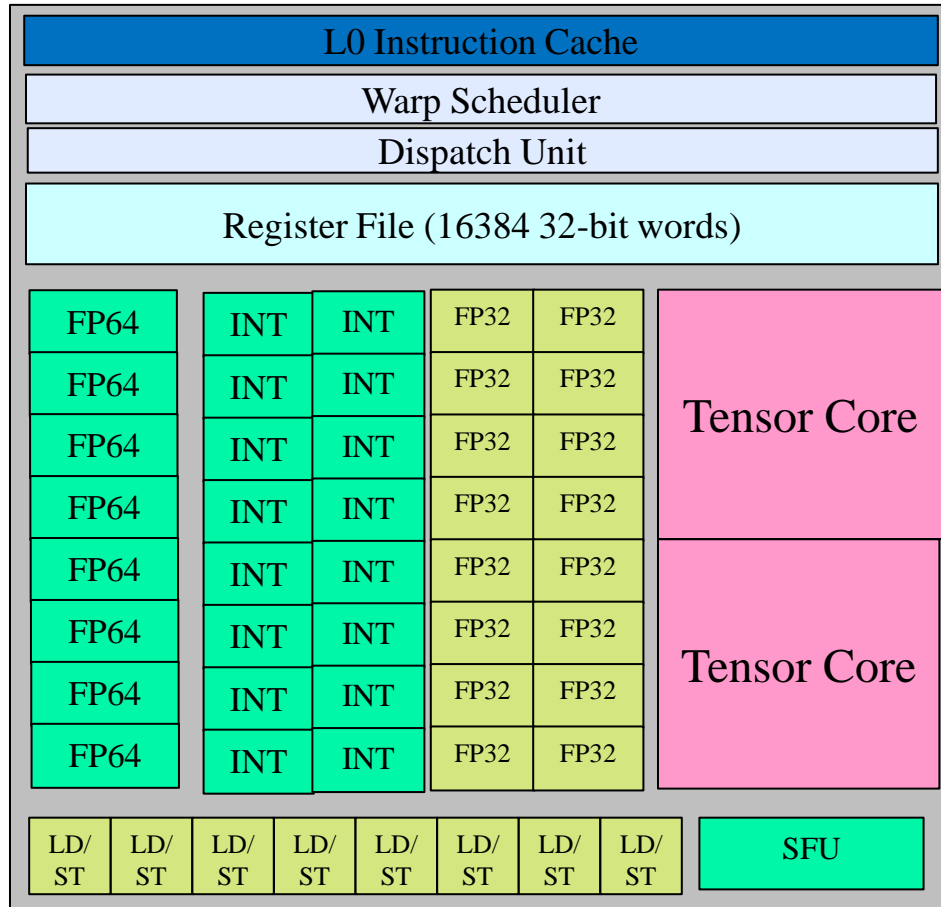 L0 Instruction Cache
Warp Scheduler
Dispatch Unit
Register File (16384 32-bit words)
FP64 INT INT FP32 FP32
FP64 INT INT FP32 FP32
FP64 INT INT FP32 FP32
FP64 INT INT FP32 FP32
Tensor Core
FP64 INT INT FP32 FP32
FP64 INT INT FP32 FP32
FP64 INT INT FP32 FP32
FP64 INT INT FP32 FP32
Tensor Core
LD/ LD/ LD/ LD/ LD/ LD/ LD/ LD/
ST ST ST ST ST ST ST ST
SFU